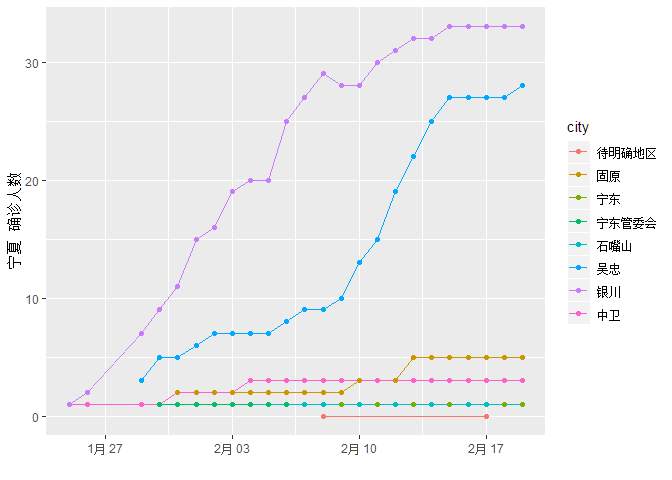 宁夏 确诊人数
30
20
10
0
1月 27
2月 03
2月 10
2月 17
city
待明确地区
固原
宁东
宁东管委会
石嘴山
吴忠
银川
中卫